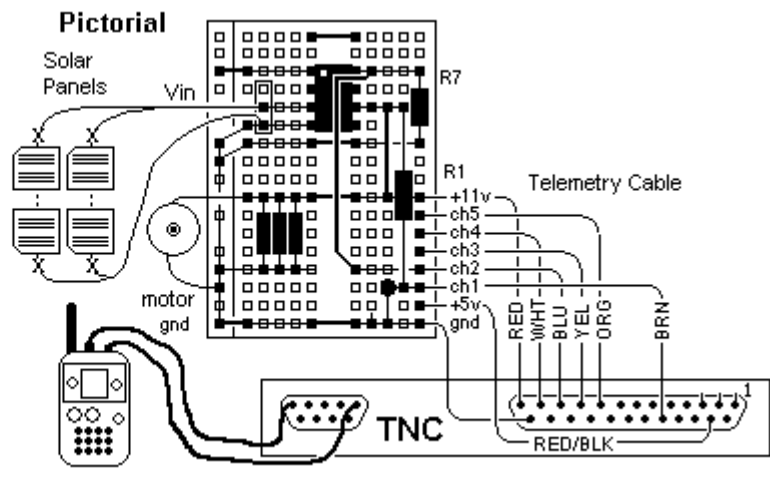 Pictorial
Solar
Panels
Vin
R7
R1
Telemetry Cable
+11v
ch5
ch4
ch3
ch2
ch1
+5v
gnd
motor
gnd
RED
WHT
BLU
YEL
ORG
BRN
1
TNC
RED/BLK